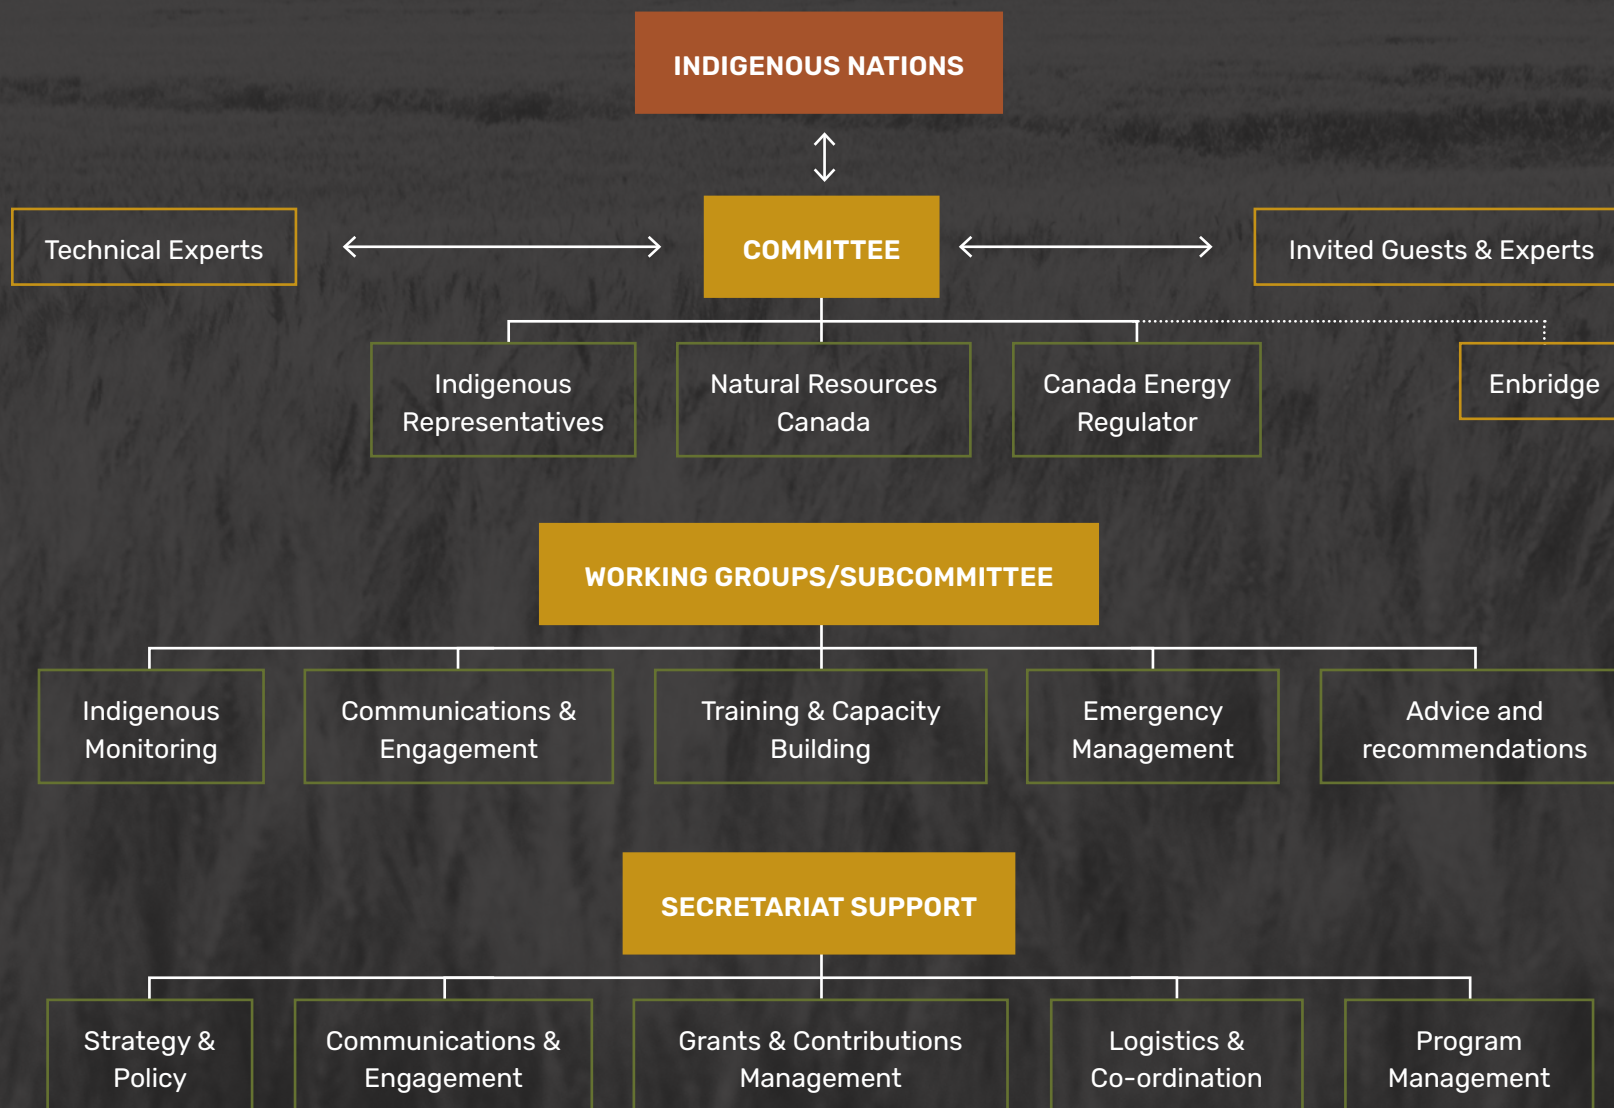 INDIGENOUS NATIONS
Technical Experts
COMMITTEE
Invited Guests & Experts
Indigenous
Representatives
Natural Resources
Canada
Canada Energy
Regulator
Enbridge
WORKING GROUPS/SUBCOMMITTEE
Indigenous
Monitoring
Communications &
Engagement
Training & Capacity
Building
Emergency
Management
Advice and
recommendations
SECRETARIAT SUPPORT
Strategy &
Policy
Communications &
Engagement
Grants & Contributions
Management
Logistics &
Co-ordination
Program
Management